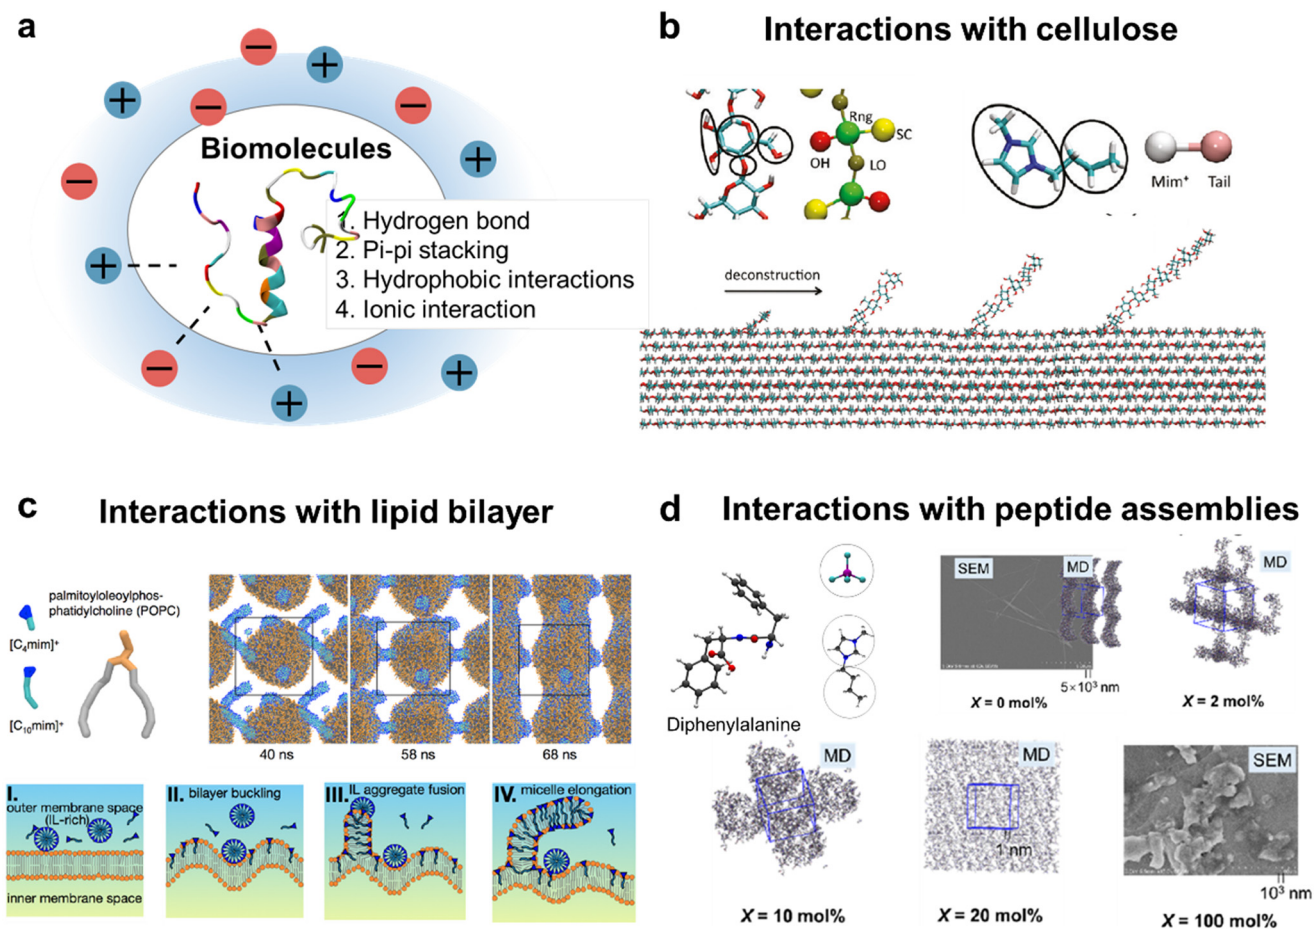 a
Biomolecules
1. Hydrogen bond
2. Pi-pi stacking
3. Hydrophobic interactions
4. Ionic interaction
b
Interactions with cellulose
Rng
SC
OH
LO
Mim⁺
Tail
deconstruction
c
Interactions with lipid bilayer
palmitoyloleoylphos-
phatidylcholine (POPC)
[C₄mim]⁺
[C₁₀mim]⁺
40 ns
58 ns
68 ns
I.
outer membrane space
(IL-rich)
inner membrane space
II. bilayer buckling
III. IL aggregate fusion
IV. micelle elongation
d
Interactions with peptide assemblies
Diphenylalanine
SEM
MD
5×10³ nm
X = 0 mol%
MD
X = 2 mol%
MD
X = 10 mol%
MD
1 nm
X = 20 mol%
SEM
10³ nm
X = 100 mol%